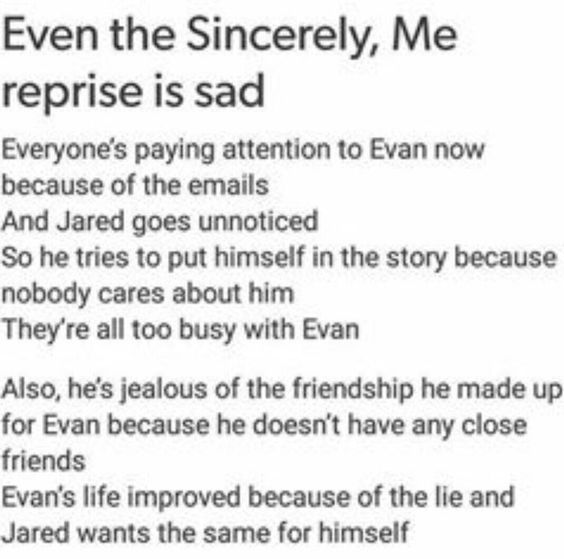 Even the Sincerely, Me
reprise is sad
Everyone's paying attention to Evan now
because of the emails
And Jared goes unnoticed
So he tries to put himself in the story because
nobody cares about him
They're all too busy with Evan
Also, he's jealous of the friendship he made up
for Evan because he doesn't have any close
friends
Evan's life improved because of the lie and
Jared wants the same for himself